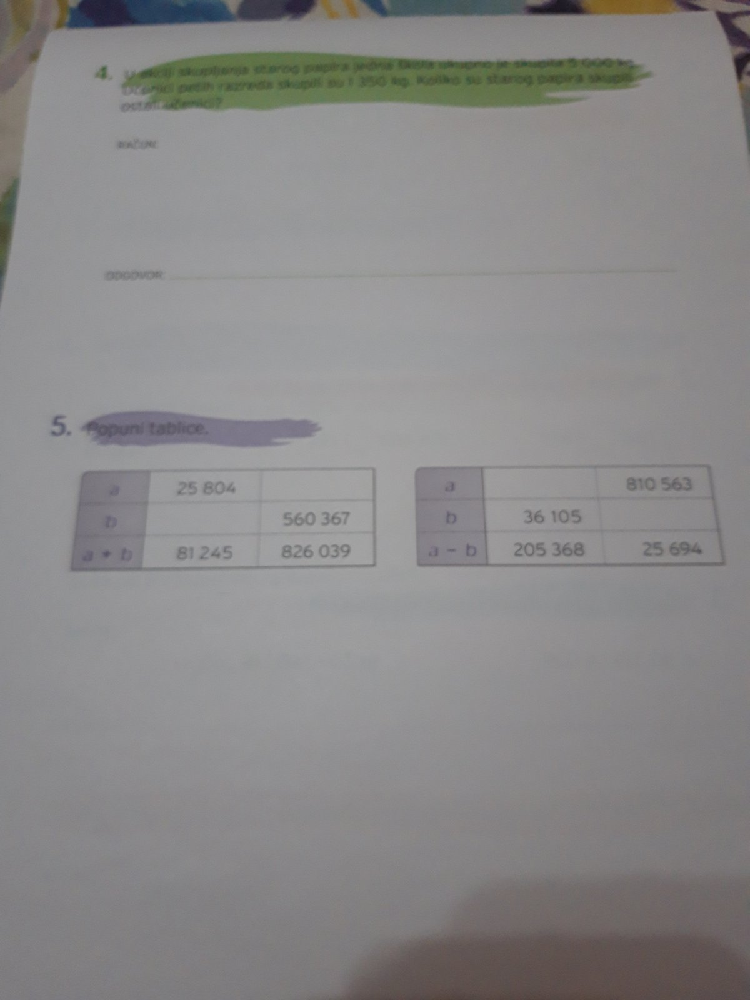 4. U akciji skupljanja starog papira jedna škola ukupno je skupila 5 000 kg.
Učenici petih razreda skupili su 1 350 kg. Koliko su starog papira skupili
ostali učenici?
RAČUN:
ODGOVOR:
5. Popuni tablice.
a 25 804 a 810 563
b 560 367 b 36 105
a + b 81 245 826 039 a - b 205 368 25 694